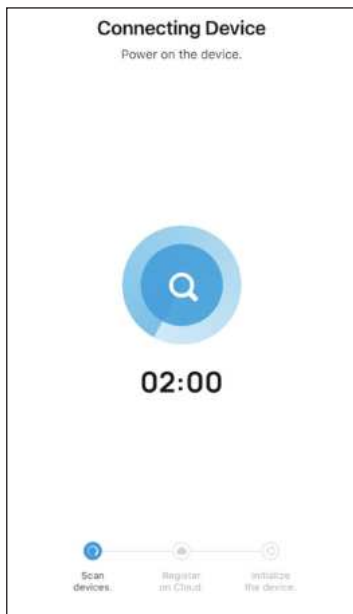 Connecting Device
Power on the device.
02:00
Scan
devices.
Register
on Cloud.
Initialize
the device.